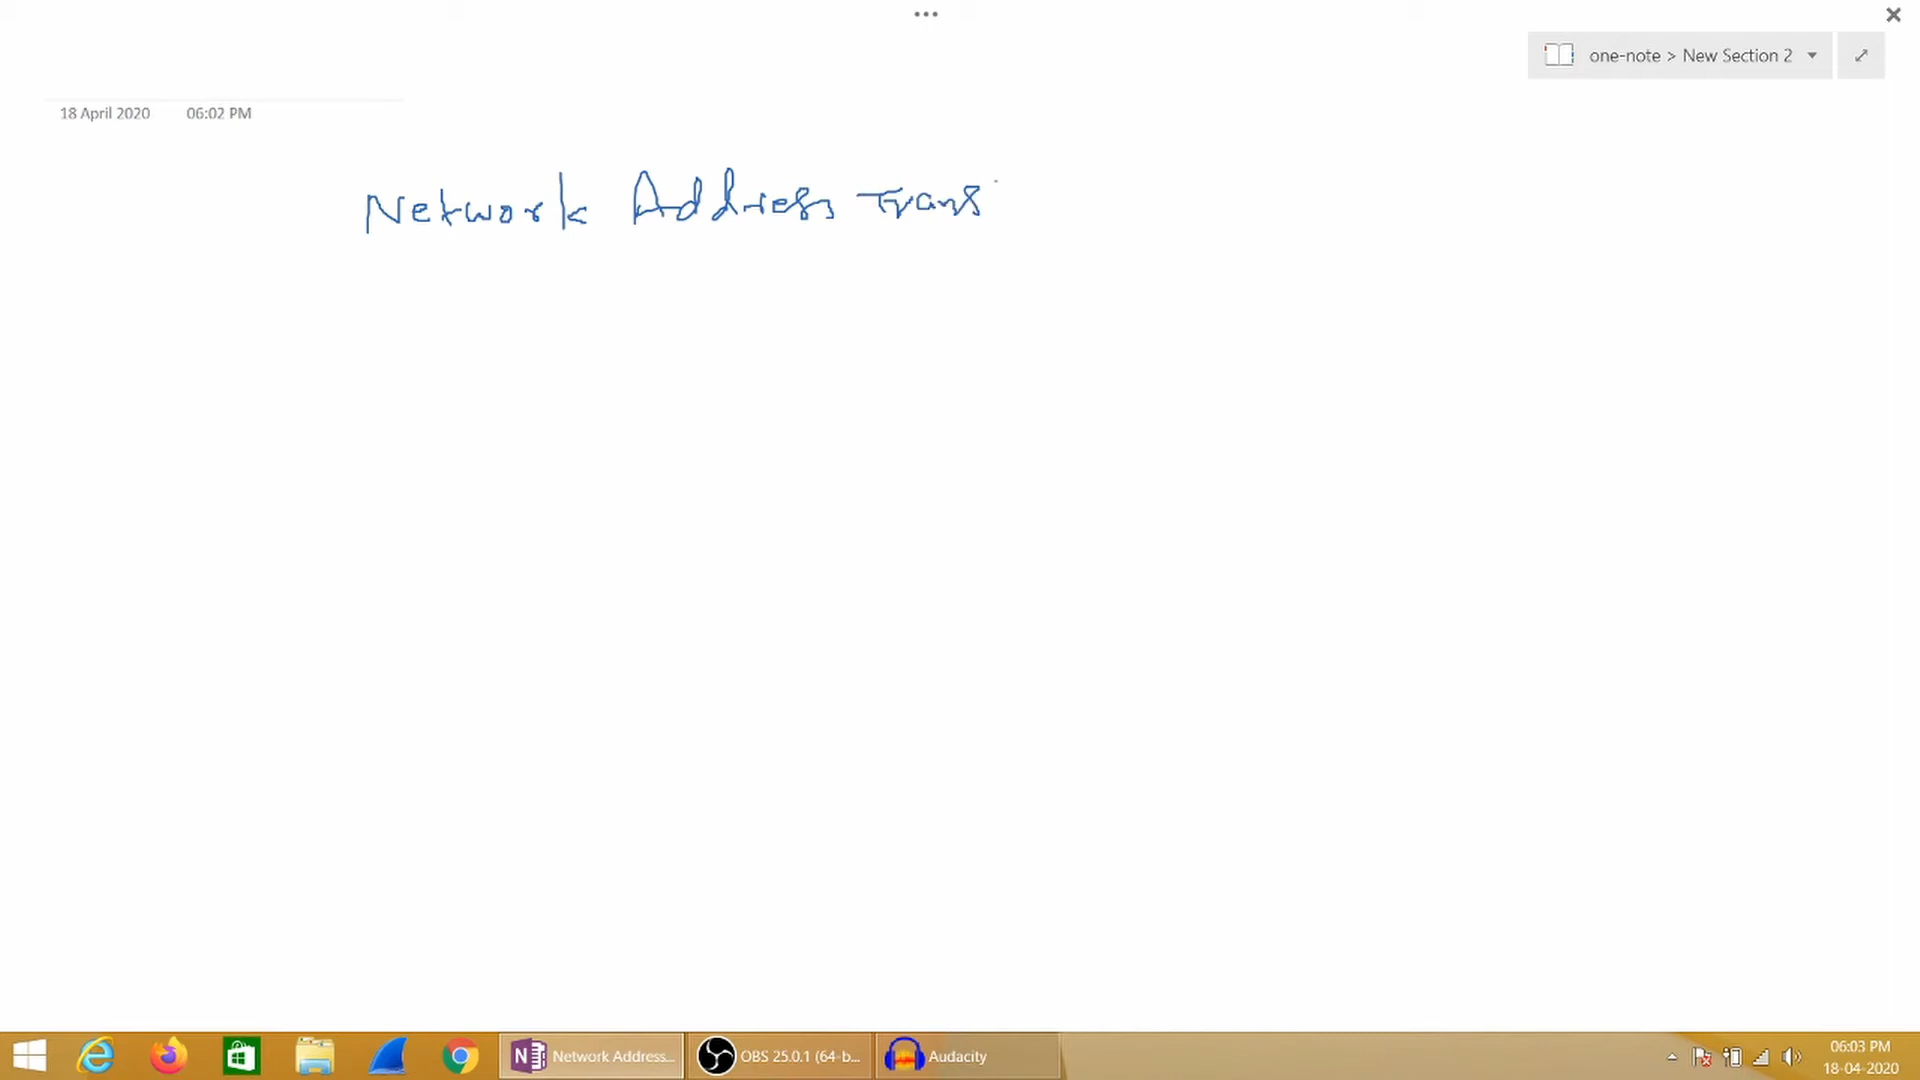 one-note > New Section 2
18 April 2020 06:02 PM
Network Address Trans
Network Address... OBS 25.0.1 (64-b... Audacity
06:03 PM
18-04-2020